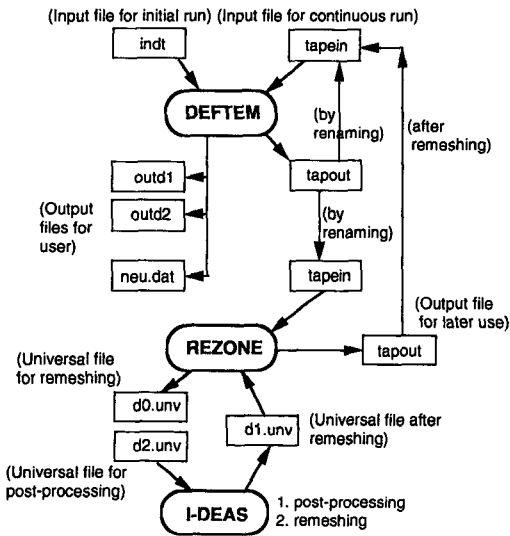 (Input file for initial run) (Input file for continuous run)
indt
tapein
DEFTEM
(by
renaming)
(after
remeshing)
outd1
tapout
outd2
(Output
files for
user)
(by
renaming)
neu.dat
tapein
(Output file
for later use)
REZONE
tapout
(Universal file
for remeshing)
d0.unv
d1.unv
(Universal file after
remeshing)
d2.unv
(Universal file for
post-processing)
I-DEAS
1. post-processing
2. remeshing